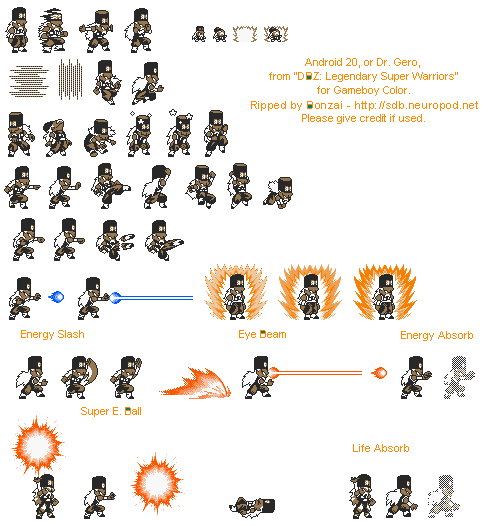 Android 20, or Dr. Gero,
from "DBZ: Legendary Super Warriors"
for Gameboy Color.
Ripped by Bonzai - http://sdb.neuropod.net
Please give credit if used.
Energy Slash
Eye Beam
Energy Absorb
Super E. Ball
Life Absorb